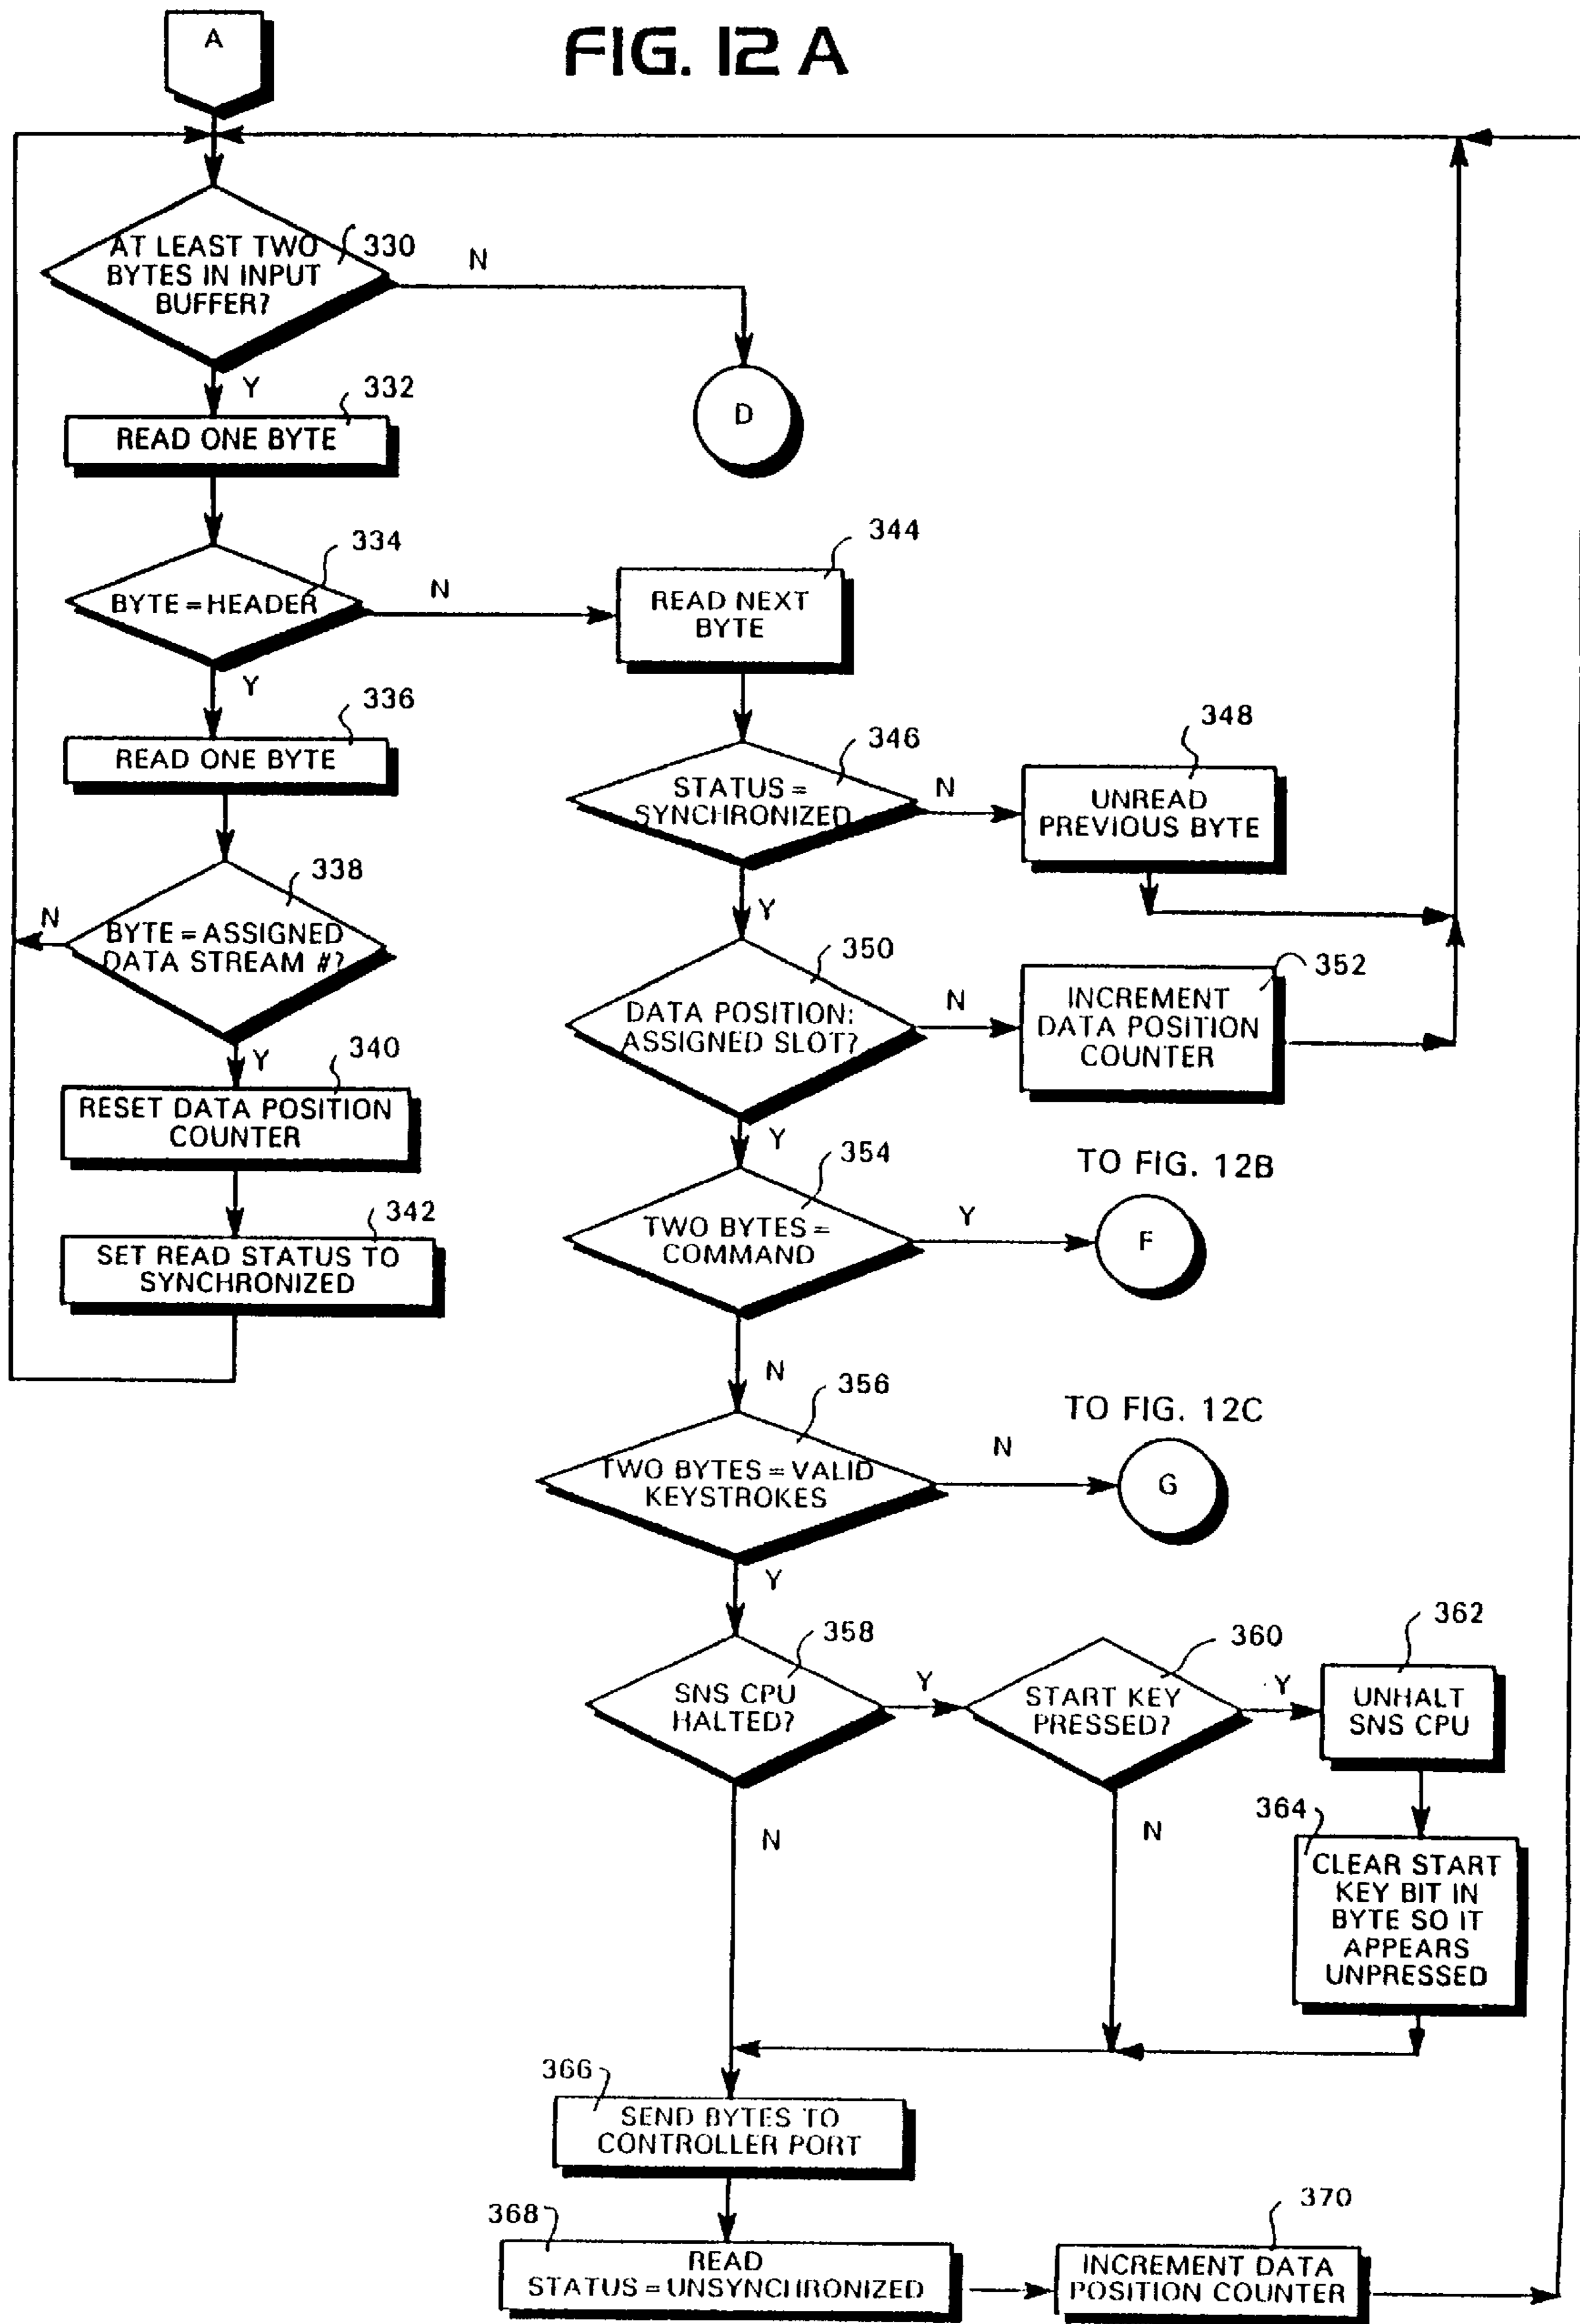 FIG. 12 A
A
AT LEAST TWO
BYTES IN INPUT
BUFFER?
330
N
D
Y
332
READ ONE BYTE
334
BYTE = HEADER
N
344
READ NEXT
BYTE
Y
336
READ ONE BYTE
346
STATUS =
SYNCHRONIZED
N
348
UNREAD
PREVIOUS BYTE
Y
338
N
BYTE = ASSIGNED
DATA STREAM #?
350
DATA POSITION:
ASSIGNED SLOT?
N
352
INCREMENT
DATA POSITION
COUNTER
Y
340
RESET DATA POSITION
COUNTER
Y
354
TWO BYTES =
COMMAND
Y
TO FIG. 12B
F
342
SET READ STATUS TO
SYNCHRONIZED
N
356
TWO BYTES = VALID
KEYSTROKES
N
TO FIG. 12C
G
Y
358
SNS CPU
HALTED?
Y
360
START KEY
PRESSED?
Y
362
UNHALT
SNS CPU
N
N
364
CLEAR START
KEY BIT IN
BYTE SO IT
APPEARS
UNPRESSED
366
SEND BYTES TO
CONTROLLER PORT
368
READ
STATUS = UNSYNCHRONIZED
370
INCREMENT DATA
POSITION COUNTER